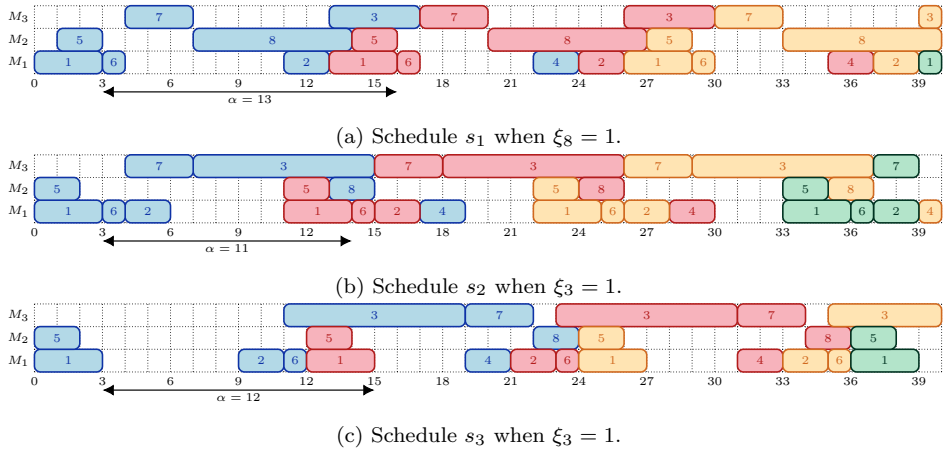 M3 7 3 7 3 7 3
M2 5 8 5 8 5 8
M1 1 6 2 1 6 4 2 1 6 4 2 1
0 3 6 9 12 15 18 21 24 27 30 33 36 39
α = 13
(a) Schedule s1 when ξ8 = 1.
M3 7 3 7 3 7 3 7
M2 5 5 8 5 8 5 8
M1 1 6 2 1 6 2 4 1 6 2 4 1 6 2 4
0 3 6 9 12 15 18 21 24 27 30 33 36 39
α = 11
(b) Schedule s2 when ξ3 = 1.
M3 3 7 3 7 3
M2 5 5 8 5 8 5
M1 1 2 6 1 4 2 6 1 4 2 6 1
0 3 6 9 12 15 18 21 24 27 30 33 36 39
α = 12
(c) Schedule s3 when ξ3 = 1.